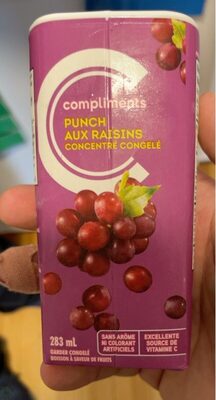 compliments
PUNCH
AUX RAISINS
CONCENTRÉ CONGELÉ
283 mL
GARDER CONGELÉ
BOISSON À SAVEUR DE FRUITS
SANS ARÔME
NI COLORANT
ARTIFICIELS
EXCELLENTE
SOURCE DE
VITAMINE C